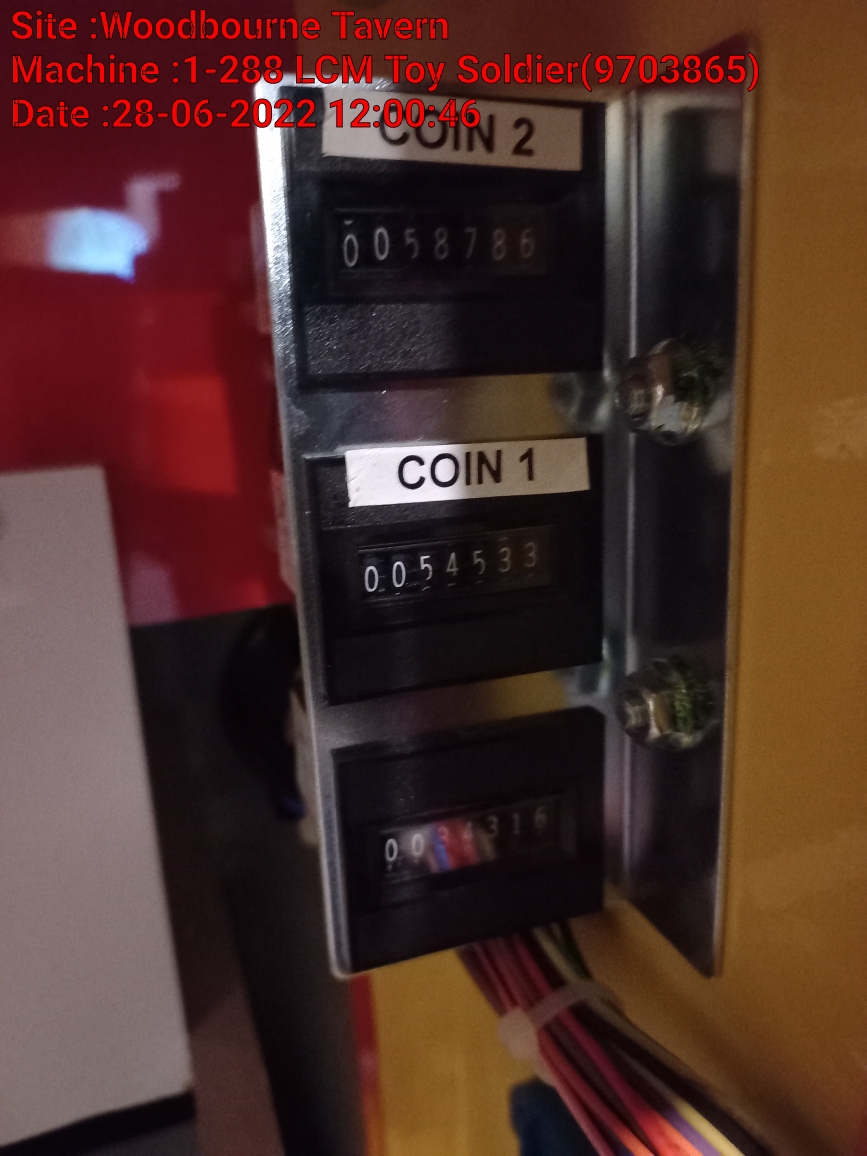 Site :Woodbourne Tavern
Machine :1-288 LCM Toy Soldier(9703865)
Date :28-06-2022 12:00:46
COIN 2
0058786
COIN 1
0054533
0034316